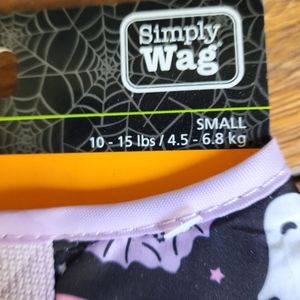 Simply
Wag
SMALL
10 - 15 lbs / 4.5 - 6.8 kg